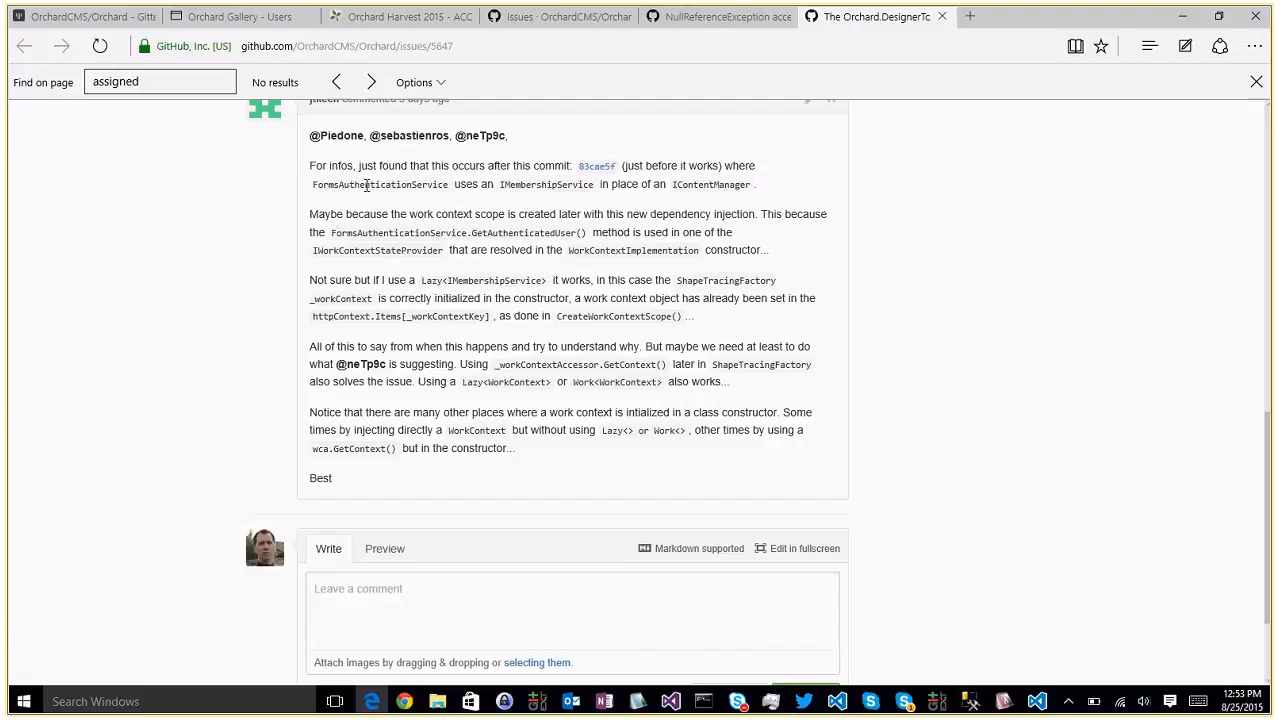 OrchardCMS/Orchard - Gitte
Orchard Gallery - Users
Orchard Harvest 2015 - ACC
Issues · OrchardCMS/Orchar
NullReferenceException acce
The Orchard.DesignerTo
GitHub, Inc. [US] github.com/OrchardCMS/Orchard/issues/5647
Find on page assigned No results Options
commented 5 days ago
@Piedone, @sebastienros, @neTp9c,
For infos, just found that this occurs after this commit: 83cae5f (just before it works) where
FormsAuthenticationService uses an IMembershipService in place of an IContentManager .
Maybe because the work context scope is created later with this new dependency injection. This because
the FormsAuthenticationService.GetAuthenticatedUser() method is used in one of the
IWorkContextStateProvider that are resolved in the WorkContextImplementation constructor...
Not sure but if I use a Lazy<IMembershipService> it works, in this case the ShapeTracingFactory
_workContext is correctly initialized in the constructor, a work context object has already been set in the
httpContext.Items[_workContextKey] , as done in CreateWorkContextScope() ...
All of this to say from when this happens and try to understand why. But maybe we need at least to do
what @neTp9c is suggesting. Using _workContextAccessor.GetContext() later in ShapeTracingFactory
also solves the issue. Using a Lazy<WorkContext> or Work<WorkContext> also works...
Notice that there are many other places where a work context is intialized in a class constructor. Some
times by injecting directly a WorkContext but without using Lazy<> or Work<> , other times by using a
wca.GetContext() but in the constructor...
Best
Write Preview Markdown supported Edit in fullscreen
Leave a comment
Attach images by dragging & dropping or selecting them.
Search Windows
12:53 PM
8/25/2015